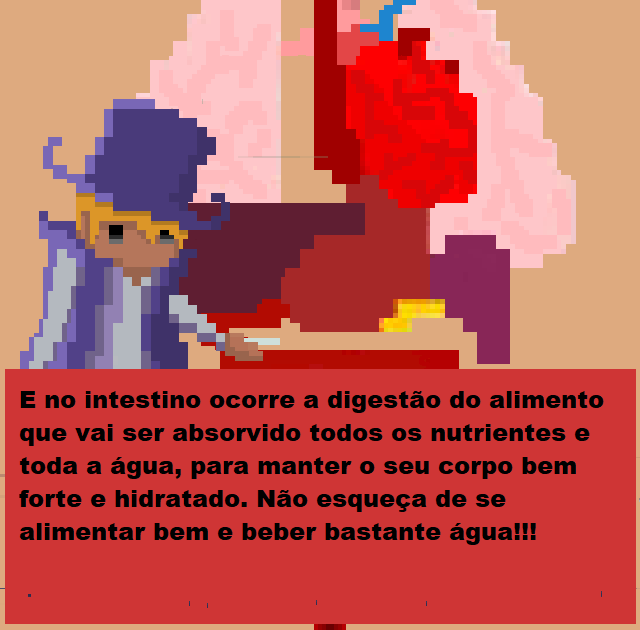 E no intestino ocorre a digestão do alimento
que vai ser absorvido todos os nutrientes e
toda a água, para manter o seu corpo bem
forte e hidratado. Não esqueça de se
alimentar bem e beber bastante água!!!